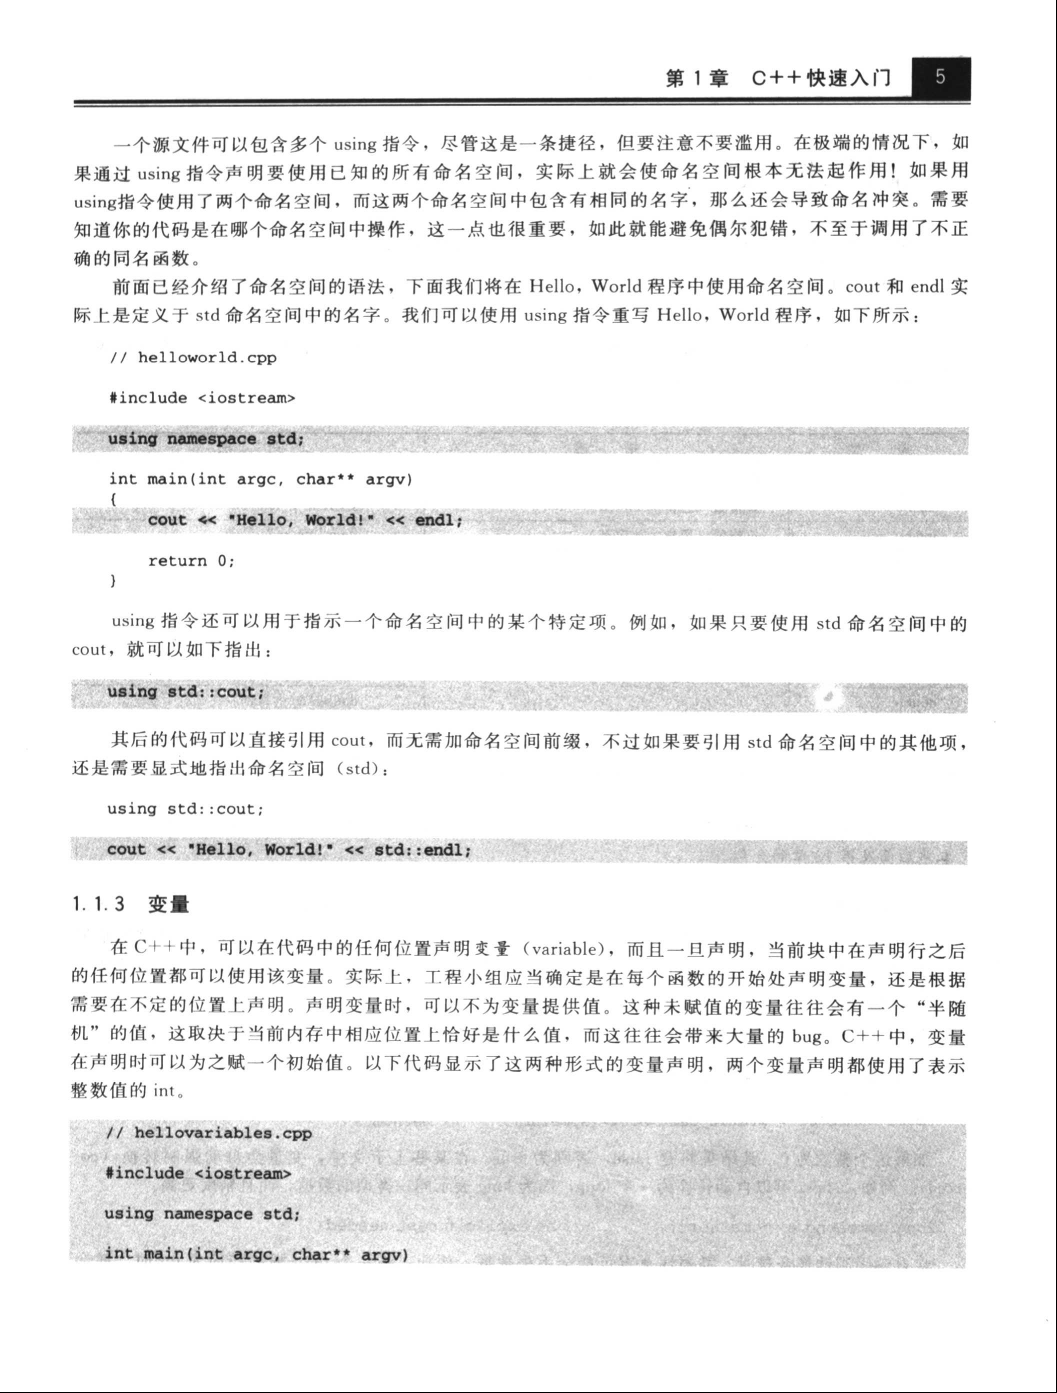 第 1 章 C++快速入门 5
一个源文件可以包含多个 using 指令，尽管这是一条捷径，但要注意不要滥用。在极端的情况下，如
果通过 using 指令声明要使用已知的所有命名空间，实际上就会使命名空间根本无法起作用！如果用
using指令使用了两个命名空间，而这两个命名空间中包含有相同的名字，那么还会导致命名冲突。需要
知道你的代码是在哪个命名空间中操作，这一点也很重要，如此就能避免偶尔犯错，不至于调用了不正
确的同名函数。
前面已经介绍了命名空间的语法，下面我们将在 Hello，World 程序中使用命名空间。cout 和 endl 实
际上是定义于 std 命名空间中的名字。我们可以使用 using 指令重写 Hello，World 程序，如下所示：
// helloworld.cpp
#include <iostream>
using namespace std;
int main(int argc, char** argv)
{
cout << "Hello, World!" << endl;
return 0;
}
using 指令还可以用于指示一个命名空间中的某个特定项。例如，如果只要使用 std 命名空间中的
cout，就可以如下指出：
using std::cout;
其后的代码可以直接引用 cout，而无需加命名空间前缀，不过如果要引用 std 命名空间中的其他项，
还是需要显式地指出命名空间（std）：
using std::cout;
cout << "Hello, World!" << std::endl;
1.1.3 变量
在 C++中，可以在代码中的任何位置声明变量（variable），而且一旦声明，当前块中在声明行之后
的任何位置都可以使用该变量。实际上，工程小组应当确定是在每个函数的开始处声明变量，还是根据
需要在不定的位置上声明。声明变量时，可以不为变量提供值。这种未赋值的变量往往会有一个“半随
机”的值，这取决于当前内存中相应位置上恰好是什么值，而这往往会带来大量的 bug。C++中，变量
在声明时可以为之赋一个初始值。以下代码显示了这两种形式的变量声明，两个变量声明都使用了表示
整数值的 int。
// hellovariables.cpp
#include <iostream>
using namespace std;
int main(int argc, char** argv)